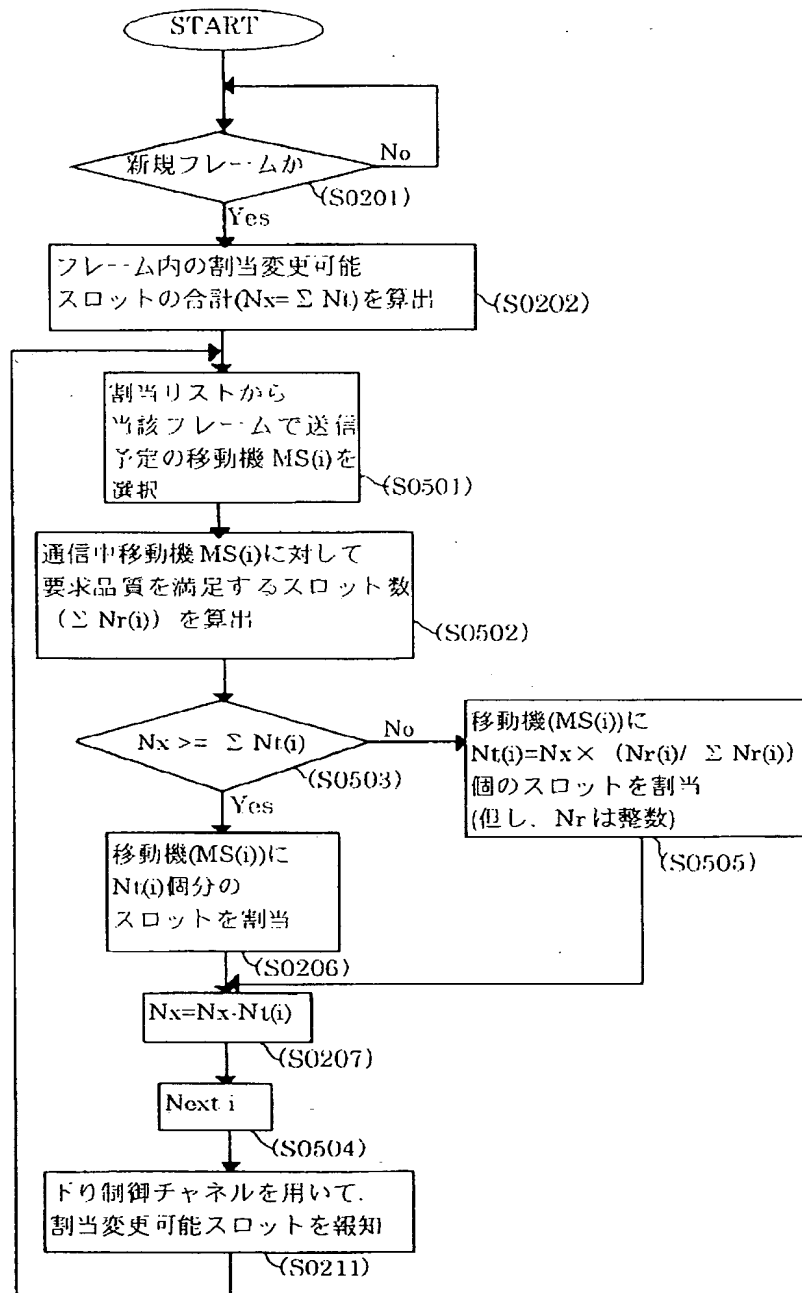 START
新規フレームか
No
(S0201)
Yes
フレーム内の割当変更可能
スロットの合計(Nx=Σ Nt)を算出
(S0202)
割当リストから
当該フレームで送信
予定の移動機 MS(i)を
選択
(S0501)
通信中移動機 MS(i)に対して
要求品質を満足するスロット数
(Σ Nr(i)) を算出
(S0502)
Nx >= Σ Nt(i)
No
(S0503)
Yes
移動機(MS(i))に
Nt(i)=Nx× (Nr(i)/ Σ Nr(i))
個のスロットを割当
(但し、Nr は整数)
(S0505)
移動機(MS(i))に
Nt(i)個分の
スロットを割当
(S0206)
Nx=Nx-Nt(i)
(S0207)
Next i
(S0504)
下り制御チャネルを用いて、
割当変更可能スロットを報知
(S0211)